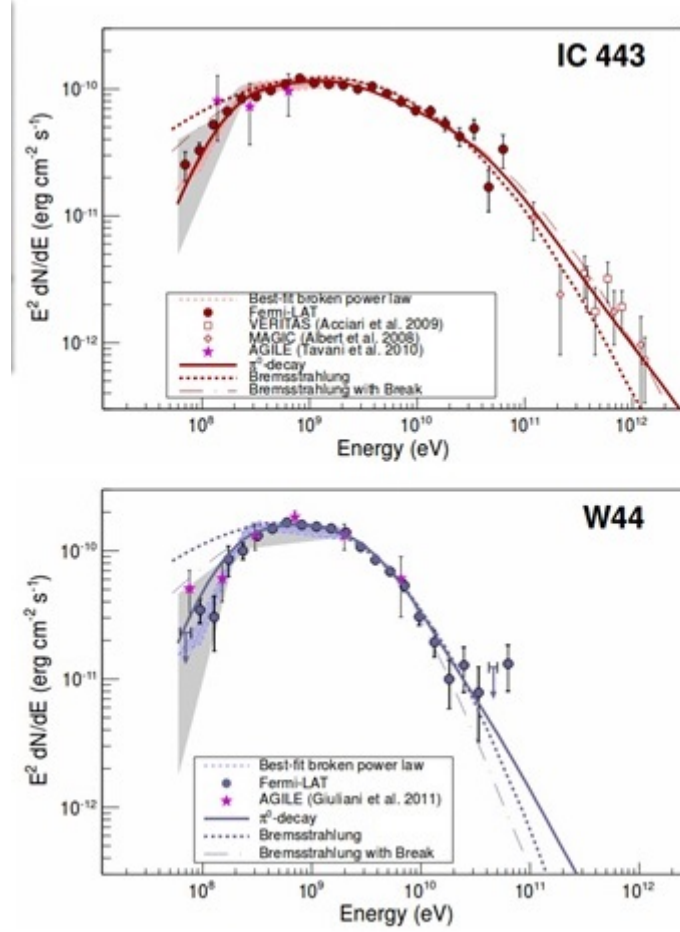 IC 443
E² dN/dE (erg cm⁻² s⁻¹)
10⁻¹⁰
10⁻¹¹
10⁻¹²
Best-fit broken power law
Fermi-LAT
VERITAS (Acciari et al. 2009)
MAGIC (Albert et al. 2008)
AGILE (Tavani et al. 2010)
π⁰-decay
Bremsstrahlung
Bremsstrahlung with Break
10⁸ 10⁹ 10¹⁰ 10¹¹ 10¹²
Energy (eV)
W44
E² dN/dE (erg cm⁻² s⁻¹)
10⁻¹⁰
10⁻¹¹
10⁻¹²
Best-fit broken power law
Fermi-LAT
AGILE (Giuliani et al. 2011)
π⁰-decay
Bremsstrahlung
Bremsstrahlung with Break
10⁸ 10⁹ 10¹⁰ 10¹¹ 10¹²
Energy (eV)